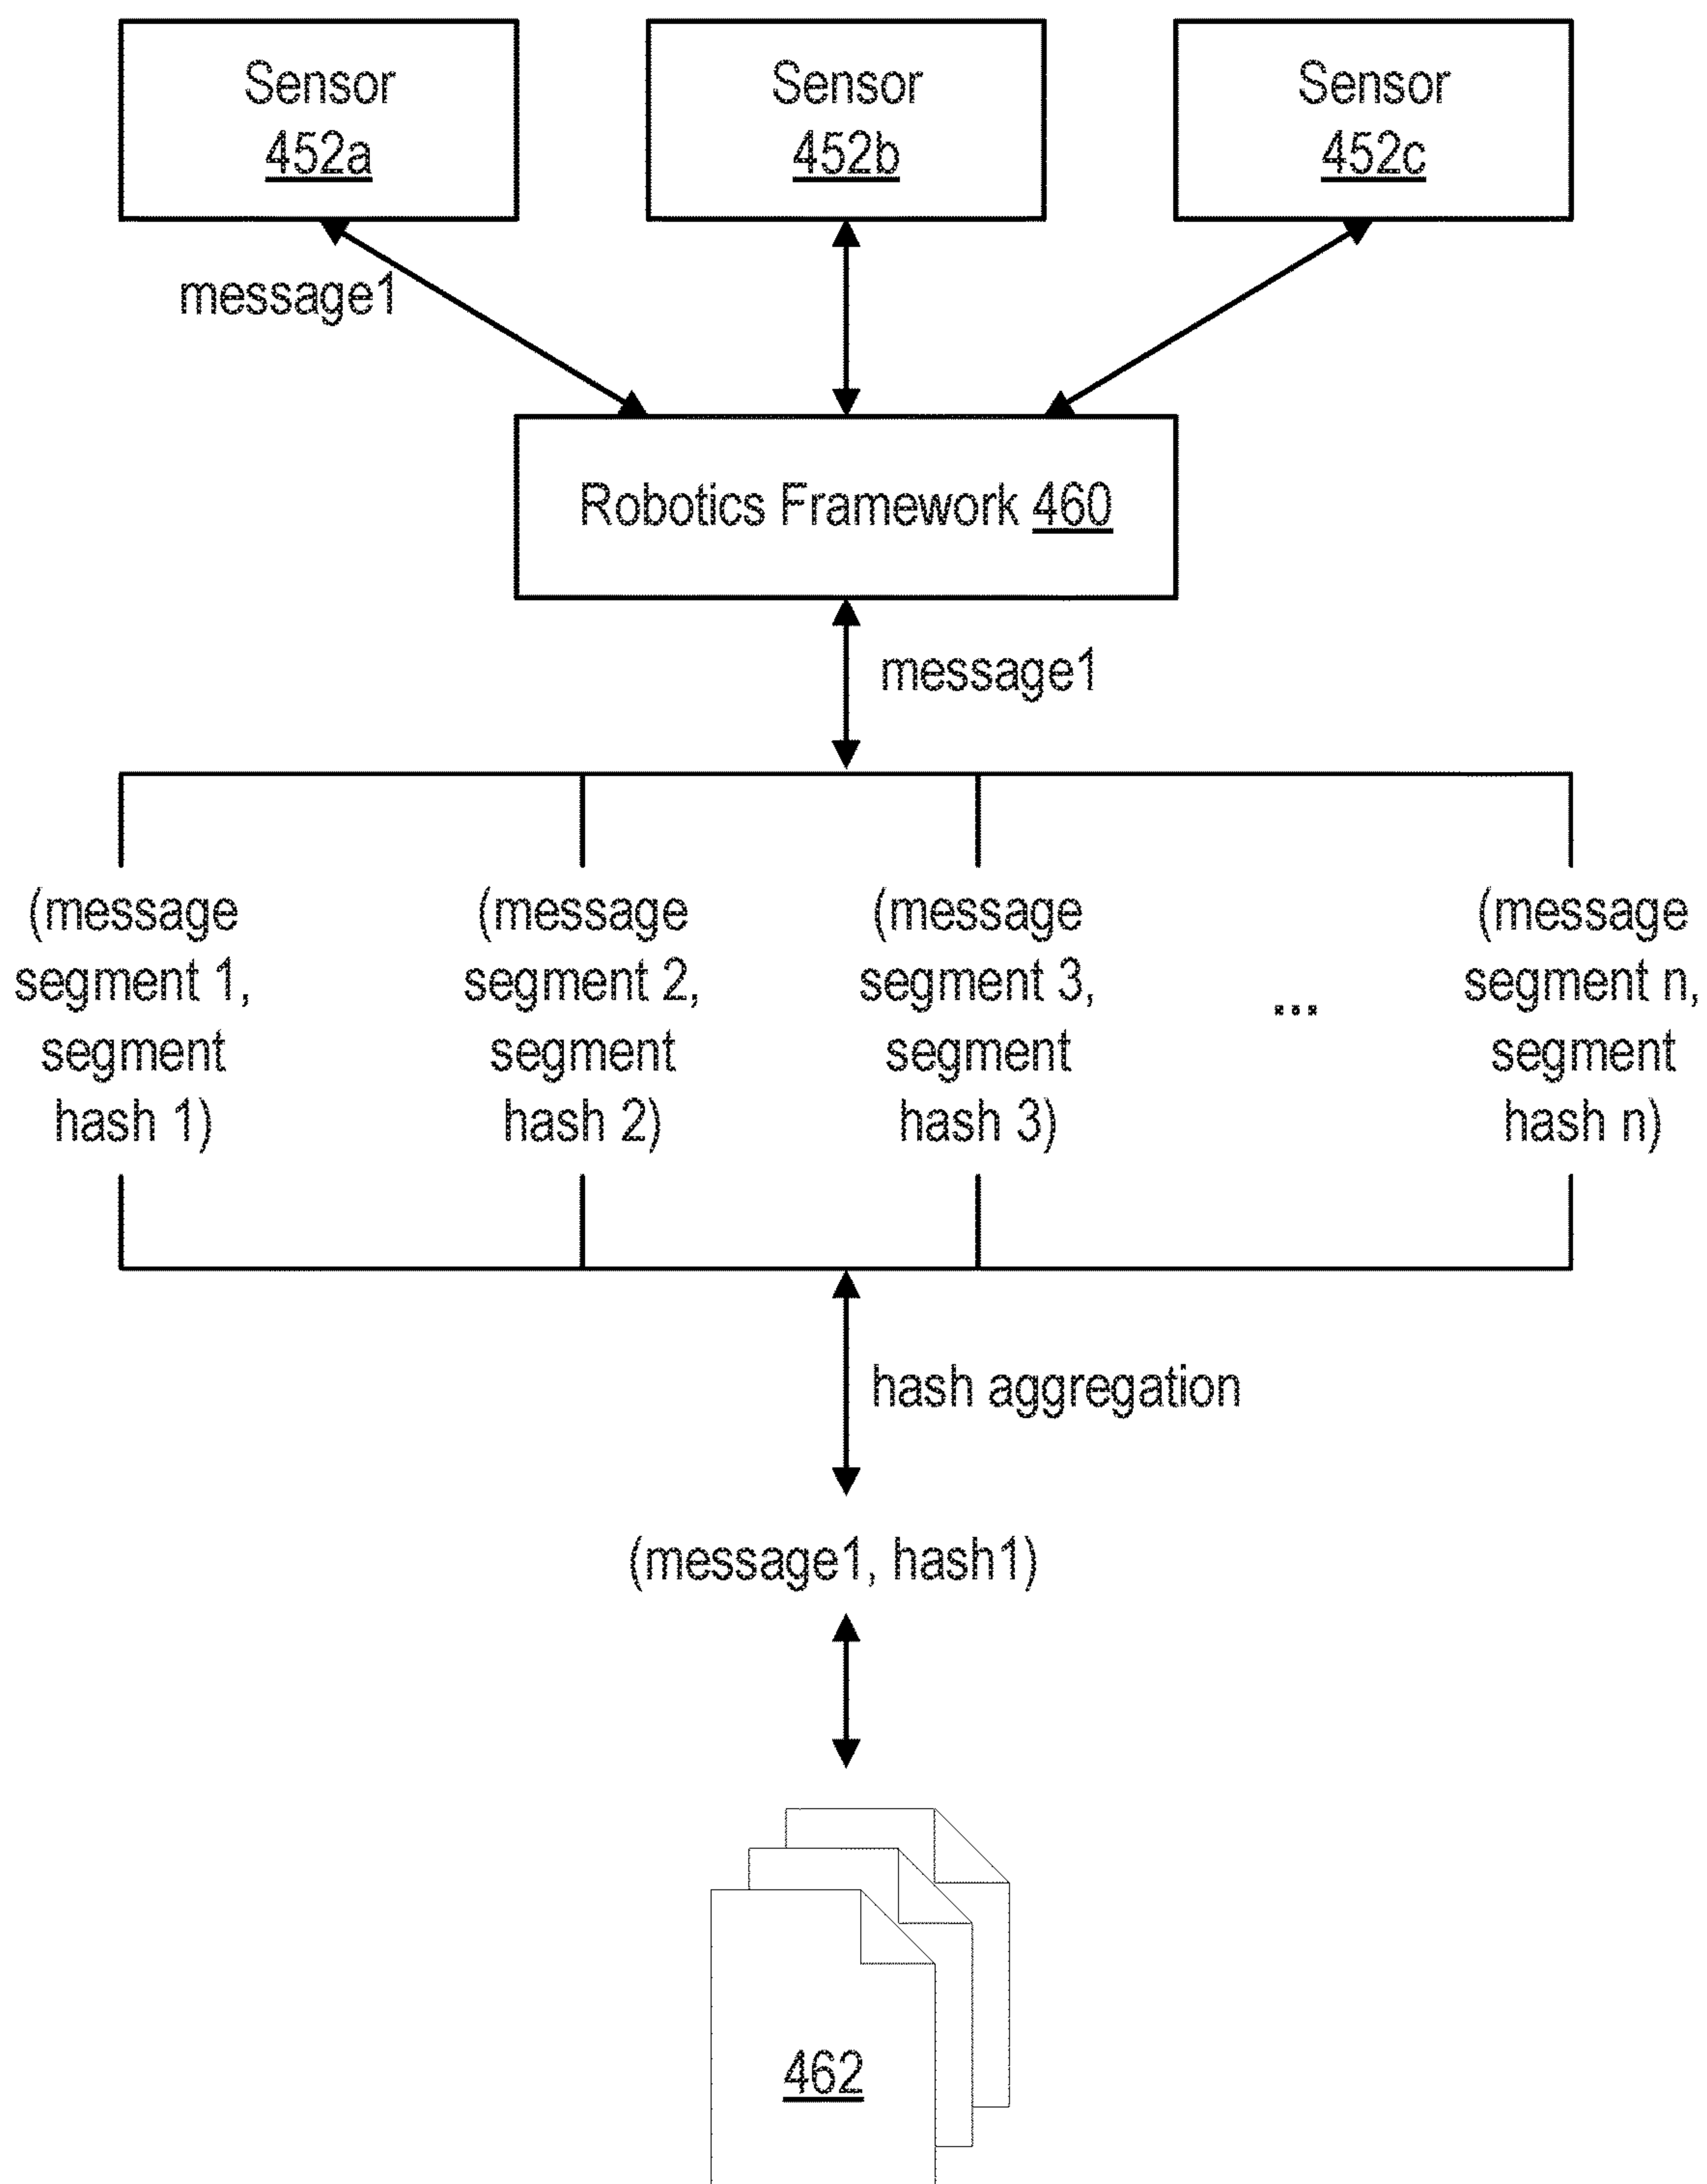 Sensor
452a
Sensor
452b
Sensor
452c
message1
Robotics Framework 460
message1
(message
segment 1,
segment
hash 1)
(message
segment 2,
segment
hash 2)
(message
segment 3,
segment
hash 3)
...
(message
segment n,
segment
hash n)
hash aggregation
(message1, hash1)
462